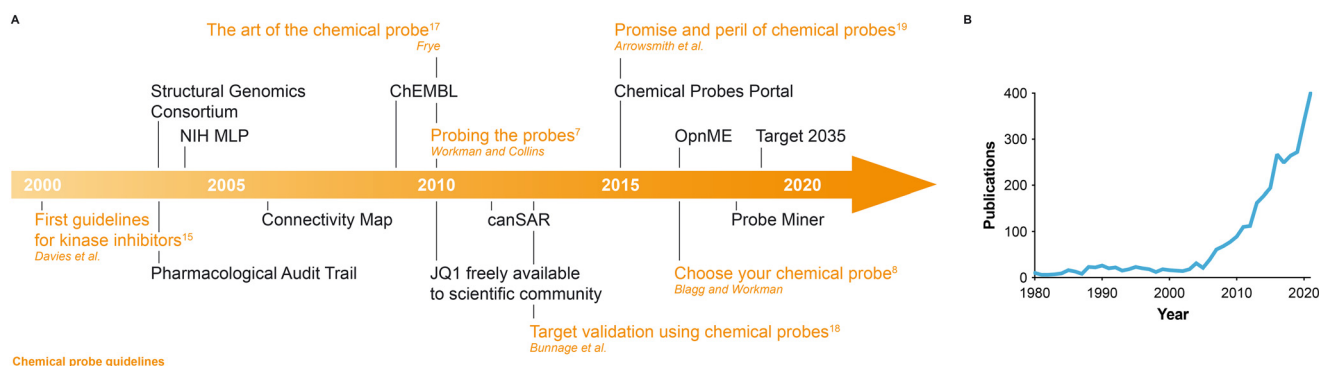 A
The art of the chemical probe17
Frye
Promise and peril of chemical probes19
Arrowsmith et al.
Structural Genomics
Consortium
ChEMBL
Chemical Probes Portal
NIH MLP
Probing the probes7
Workman and Collins
OpnME
Target 2035
2000
2005
2010
2015
2020
First guidelines
for kinase inhibitors15
Davies et al.
Connectivity Map
canSAR
Probe Miner
Pharmacological Audit Trail
JQ1 freely available
to scientific community
Choose your chemical probe8
Blagg and Workman
Target validation using chemical probes18
Bunnage et al.
Chemical probe guidelines
B
Publications
400
300
200
100
0
1980
1990
2000
2010
2020
Year